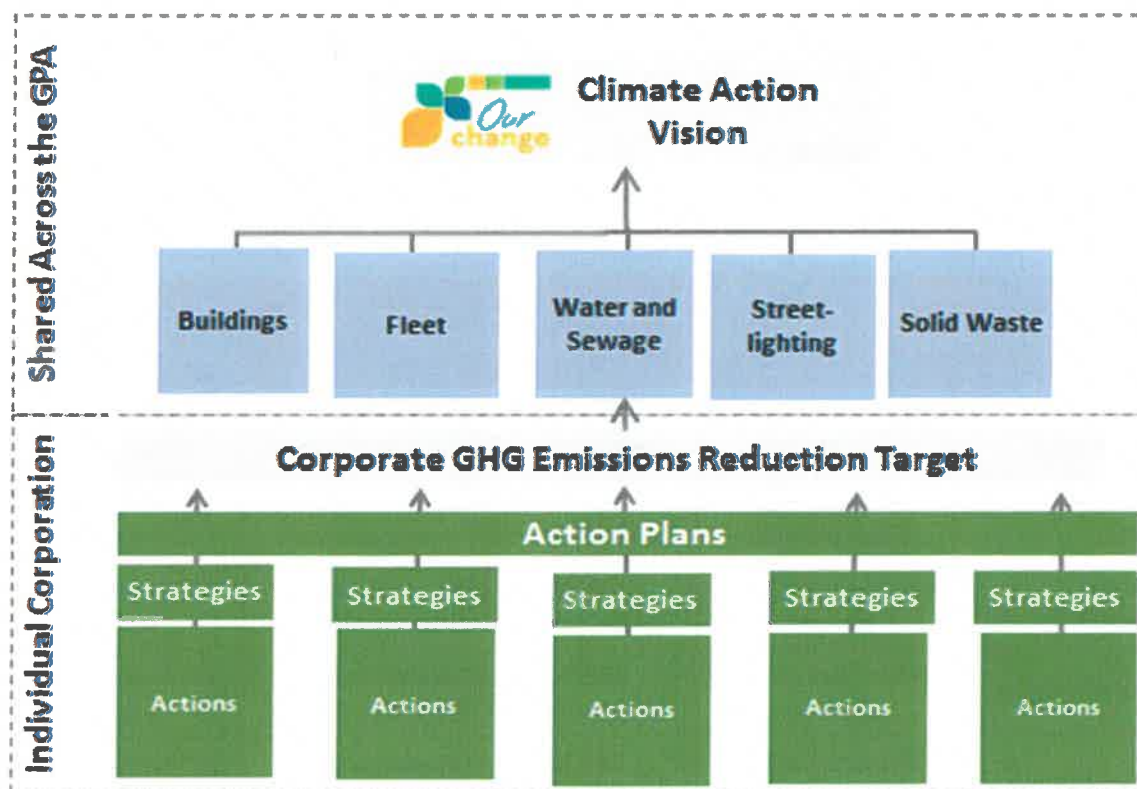 Shared Across the GPA
Our
change
Climate Action
Vision
Buildings
Fleet
Water and
Sewage
Street-
lighting
Solid Waste
Individual Corporation
Corporate GHG Emissions Reduction Target
Action Plans
Strategies
Strategies
Strategies
Strategies
Strategies
Actions
Actions
Actions
Actions
Actions